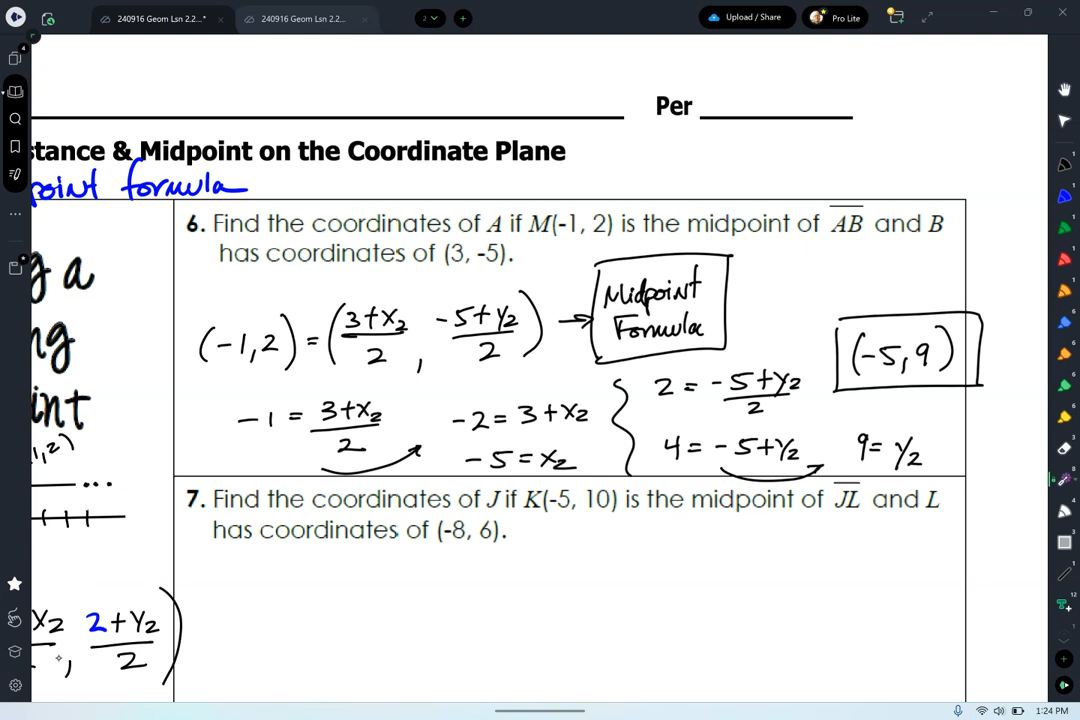 240916 Geom Lsn 2.2...*
240916 Geom Lsn 2.2...
2
Upload / Share
Pro Lite
Per
stance & Midpoint on the Coordinate Plane
point formula
g a
ng
int
1,2)
6. Find the coordinates of A if M(-1, 2) is the midpoint of AB and B
has coordinates of (3, -5).
(-1,2) = (3+x2/2, -5+y2/2) →
Midpoint
Formula
(-5,9)
-1 = 3+x2/2
-2 = 3+x2
-5 = x2
2 = -5+y2/2
4 = -5+y2
9 = y2
7. Find the coordinates of J if K(-5, 10) is the midpoint of JL and L
has coordinates of (-8, 6).
x2, 2+y2/2)
1:24 PM